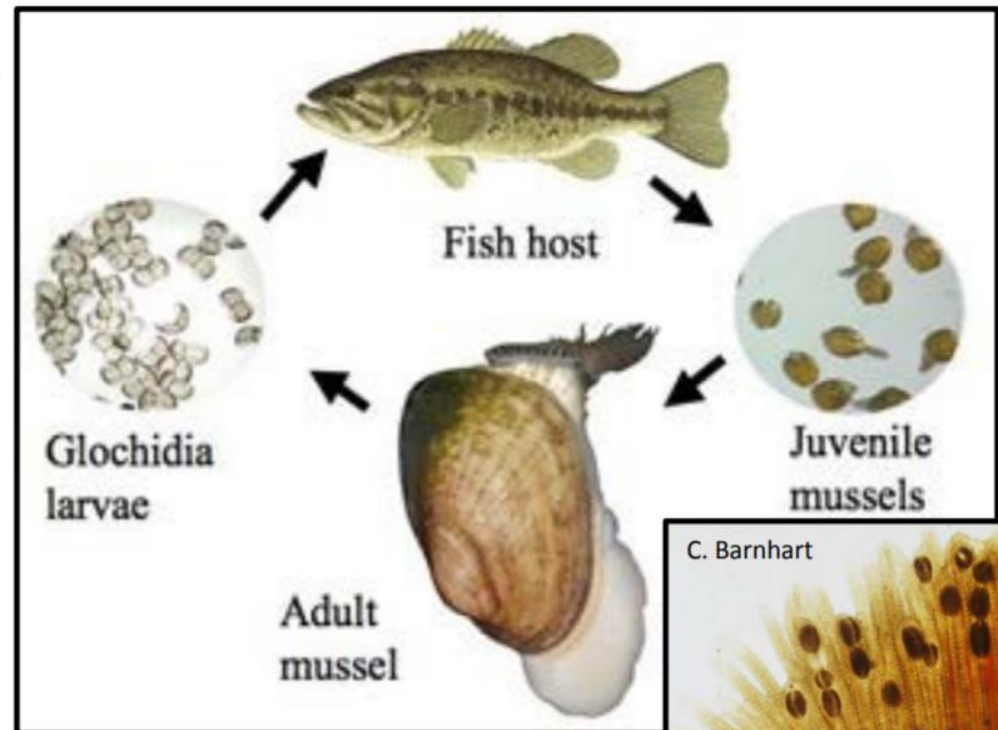 Fish host
Glochidia
larvae
Juvenile
mussels
C. Barnhart
Adult
mussel